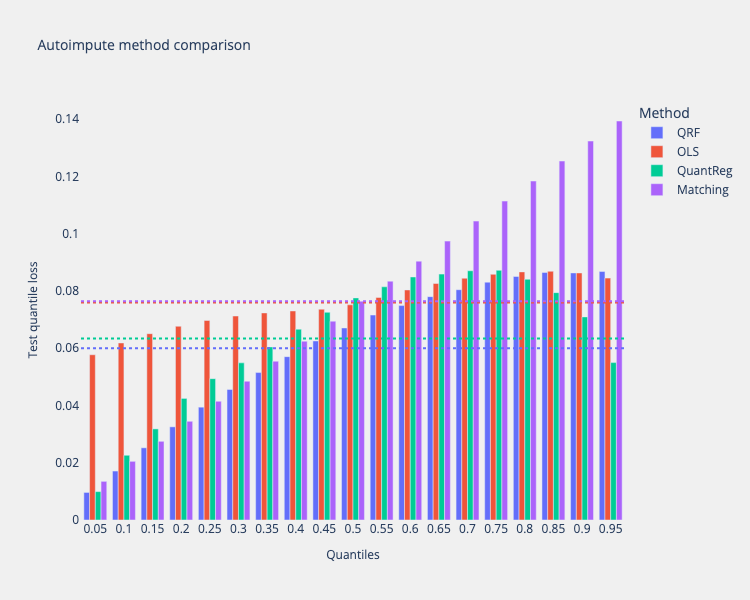 Autoimpute method comparison
Method
QRF
OLS
QuantReg
Matching
Test quantile loss
0.14
0.12
0.1
0.08
0.06
0.04
0.02
0
0.05 0.1 0.15 0.2 0.25 0.3 0.35 0.4 0.45 0.5 0.55 0.6 0.65 0.7 0.75 0.8 0.85 0.9 0.95
Quantiles